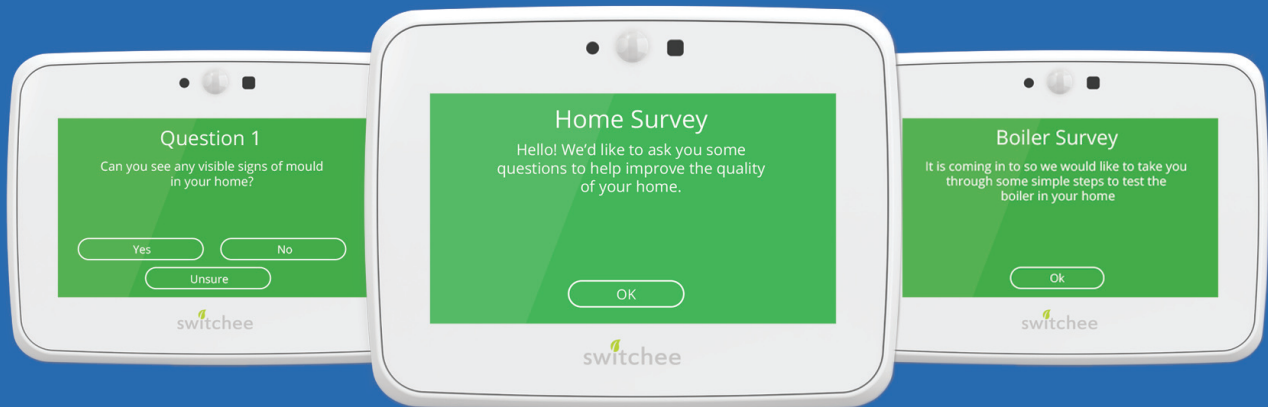 Question 1
Can you see any visible signs of mould
in your home?
Yes
No
Unsure
switchee
Home Survey
Hello! We’d like to ask you some
questions to help improve the quality
of your home.
OK
switchee
Boiler Survey
It is coming in to so we would like to take you
through some simple steps to test the
boiler in your home
Ok
switchee